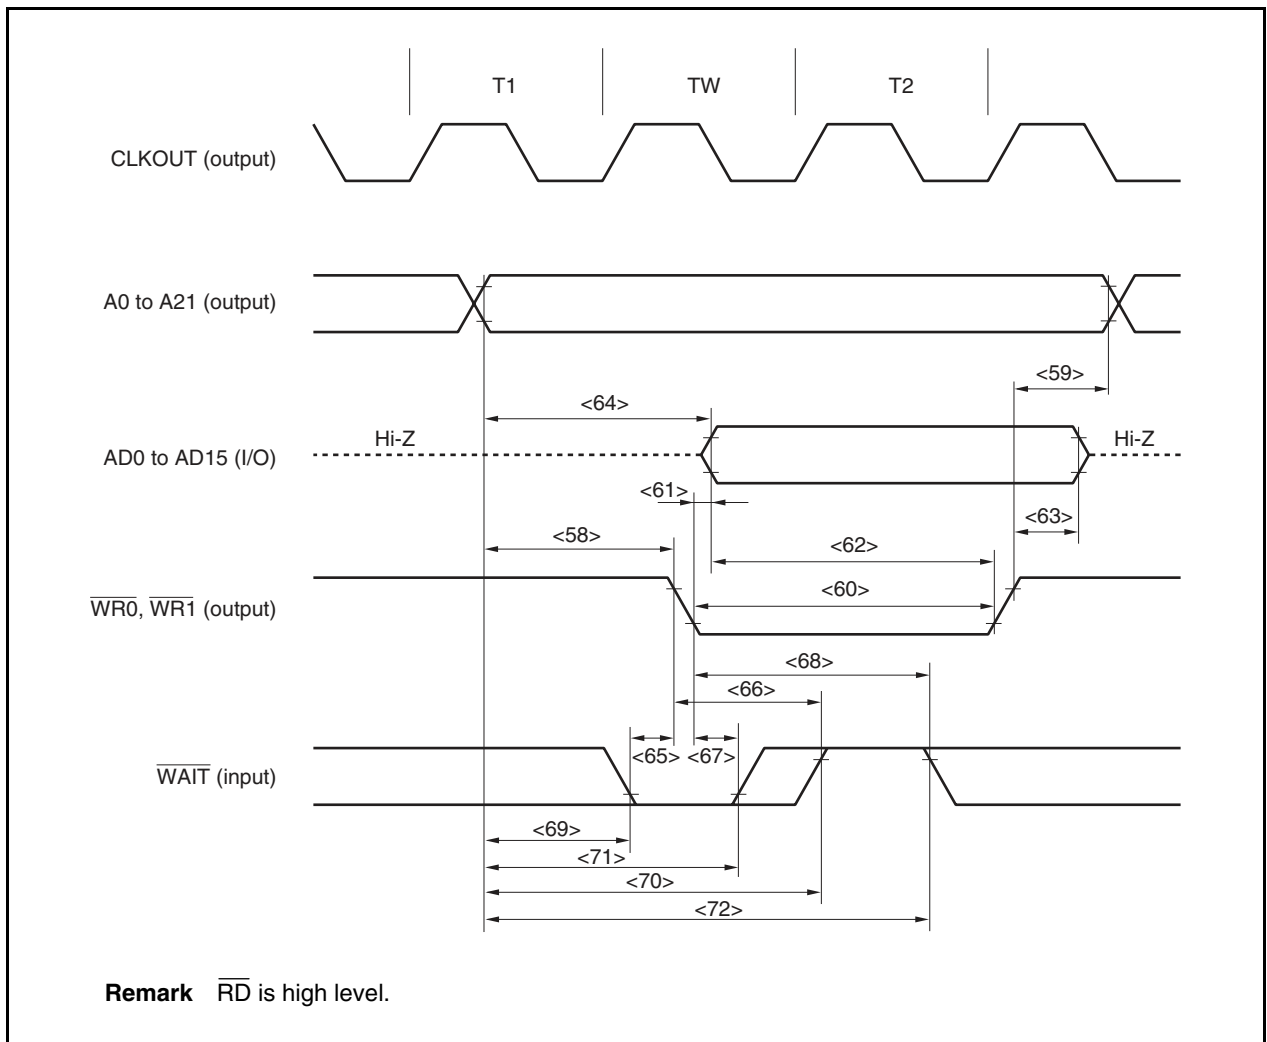 T1 TW T2
CLKOUT (output)
A0 to A21 (output)
<59>
<64>
Hi-Z Hi-Z
AD0 to AD15 (I/O)
<61>
<63>
<58>
<62>
<60>
WR0, WR1 (output)
<68>
<66>
<65> <67>
WAIT (input)
<69>
<71>
<70>
<72>
Remark RD is high level.